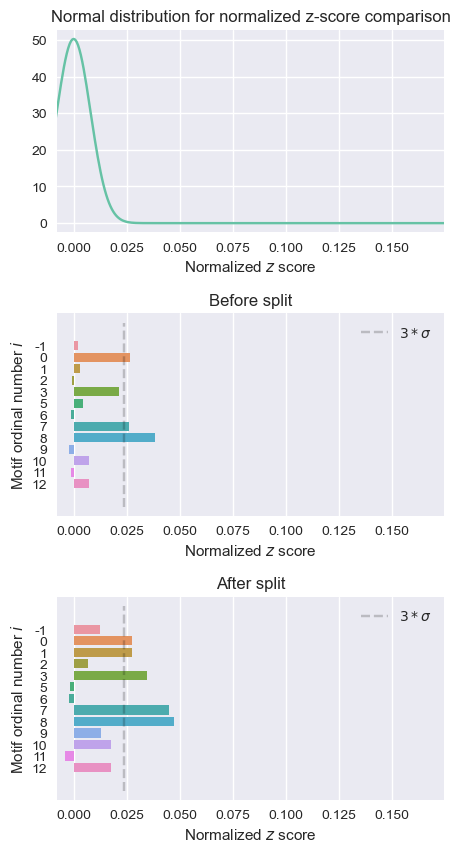 Normal distribution for normalized z-score comparison
50
40
30
20
10
0
0.000 0.025 0.050 0.075 0.100 0.125 0.150
Normalized z score
Before split
3 * σ
Motif ordinal number i
-1
0
1
2
3
5
6
7
8
9
10
11
12
0.000 0.025 0.050 0.075 0.100 0.125 0.150
Normalized z score
After split
3 * σ
Motif ordinal number i
-1
0
1
2
3
5
6
7
8
9
10
11
12
0.000 0.025 0.050 0.075 0.100 0.125 0.150
Normalized z score